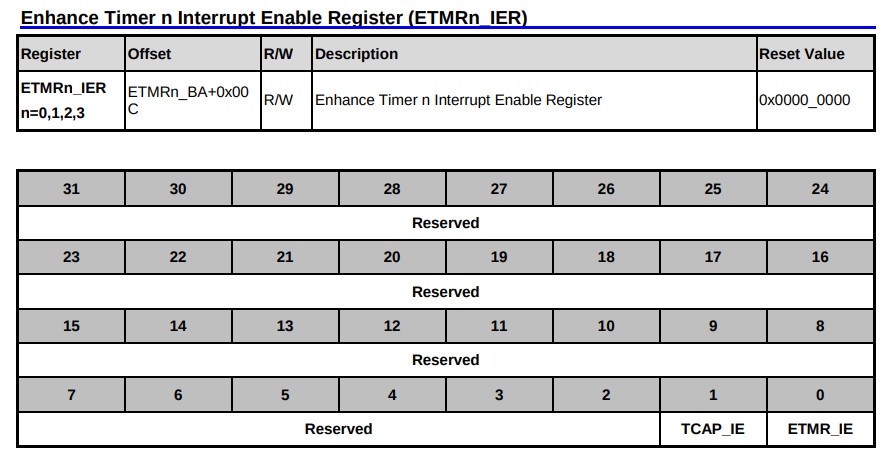 Enhance Timer n Interrupt Enable Register (ETMRn_IER)
Register Offset R/W Description Reset Value
ETMRn_IER
n=0,1,2,3
ETMRn_BA+0x00
C
R/W
Enhance Timer n Interrupt Enable Register
0x0000_0000
31 30 29 28 27 26 25 24
Reserved
23 22 21 20 19 18 17 16
Reserved
15 14 13 12 11 10 9 8
Reserved
7 6 5 4 3 2 1 0
Reserved TCAP_IE ETMR_IE